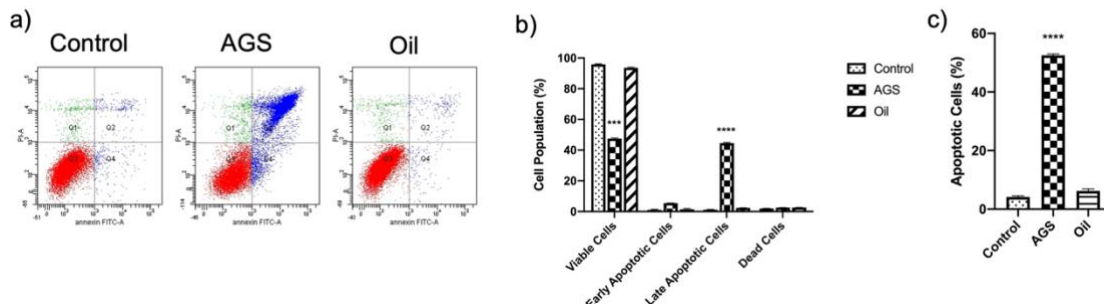 a)
Control
AGS
Oil
PI-A
Q1
Q2
Q4
annexin FITC-A
PI-A
Q1
annexin FITC-A
PI-A
Q1
Q2
Q4
annexin FITC-A
b)
Cell Population (%)
100
80
60
40
20
0
***
****
Viable Cells
Early Apoptotic Cells
Late Apoptotic Cells
Dead Cells
Control
AGS
Oil
c)
Apoptotic Cells (%)
60
40
20
0
****
Control
AGS
Oil